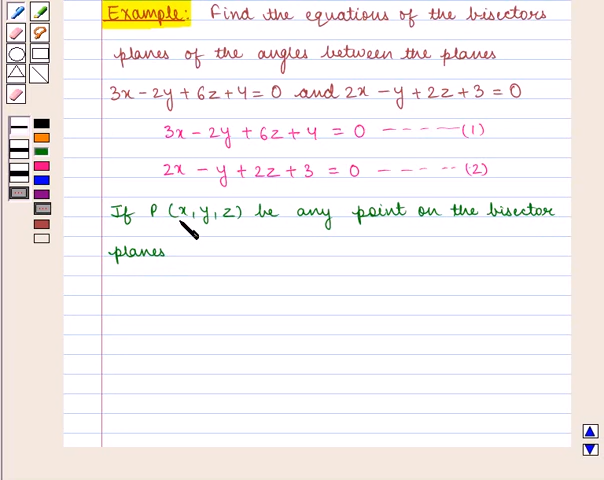 Example: Find the equations of the bisectors
planes of the angles between the planes
3x - 2y + 6z + 4 = 0 and 2x - y + 2z + 3 = 0
3x - 2y + 6z + 4 = 0 ------ (1)
2x - y + 2z + 3 = 0 ------ (2)
If P (x, y, z) be any point on the bisector
planes